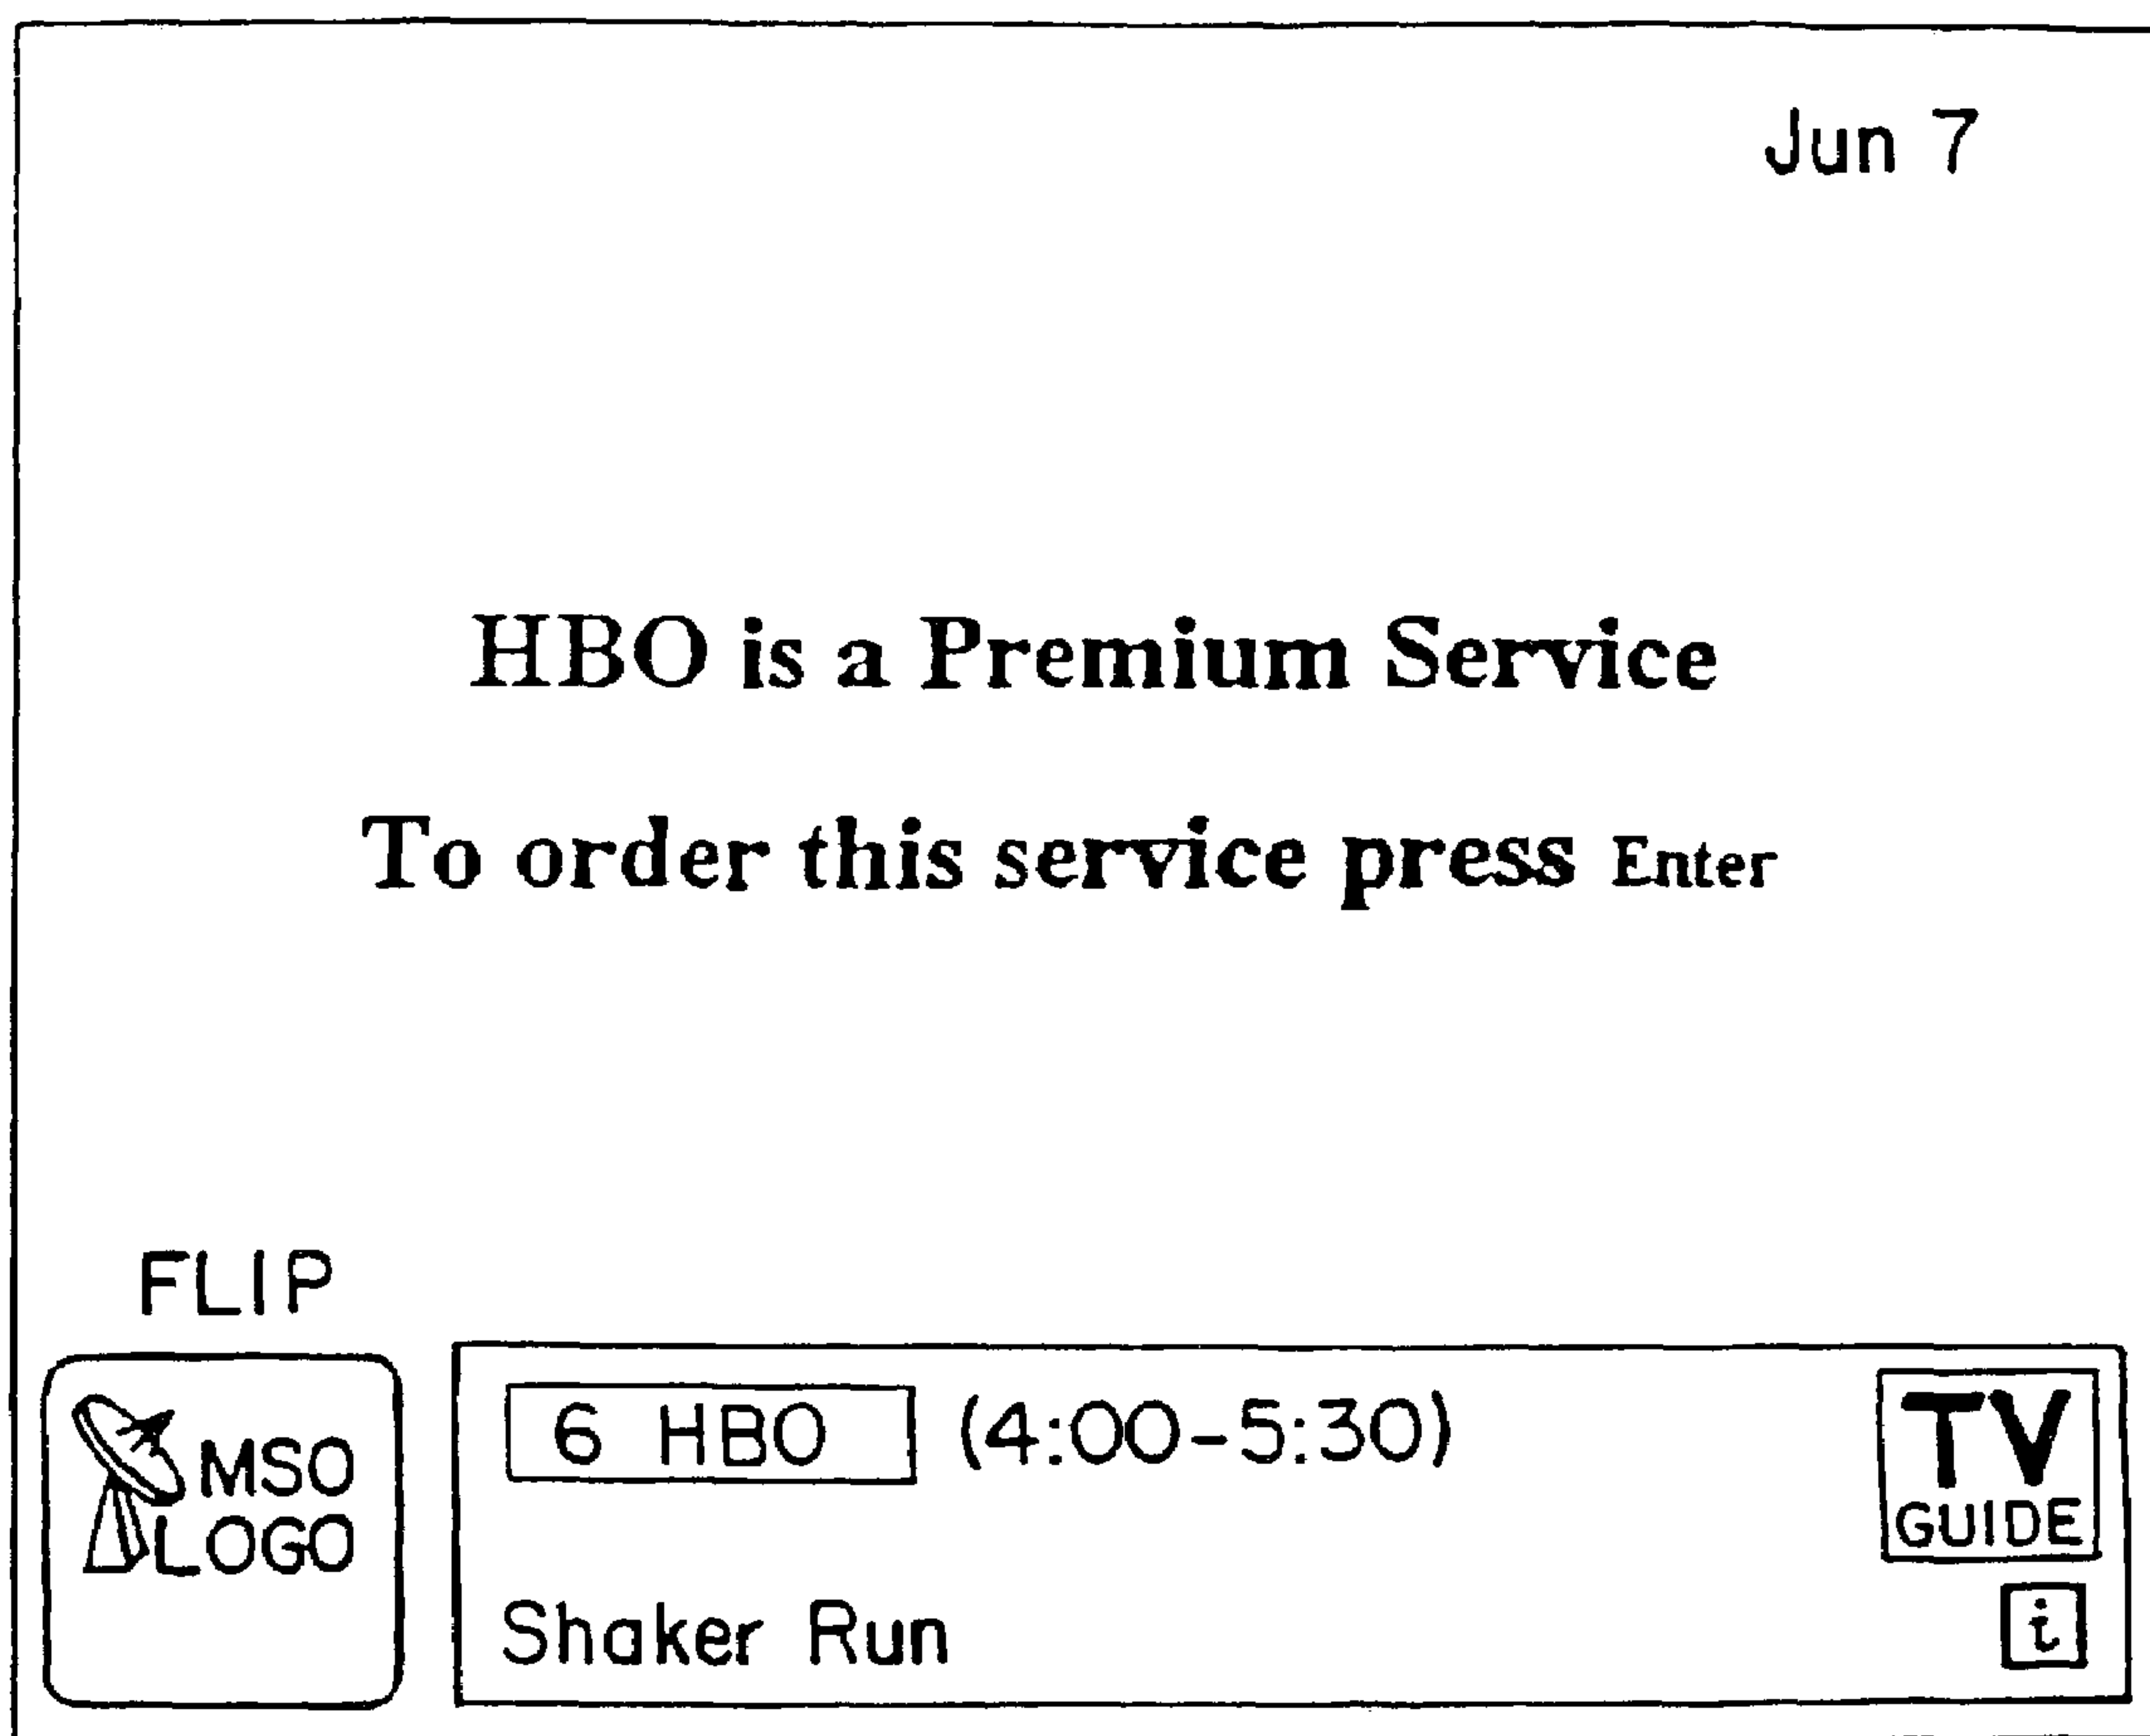 Jun 7
HBO is a Premium Service
To order this service press Enter
FLIP
MSO
LOGO
6 HBO (4:00-5:30)
TV
GUIDE
Shaker Run
i